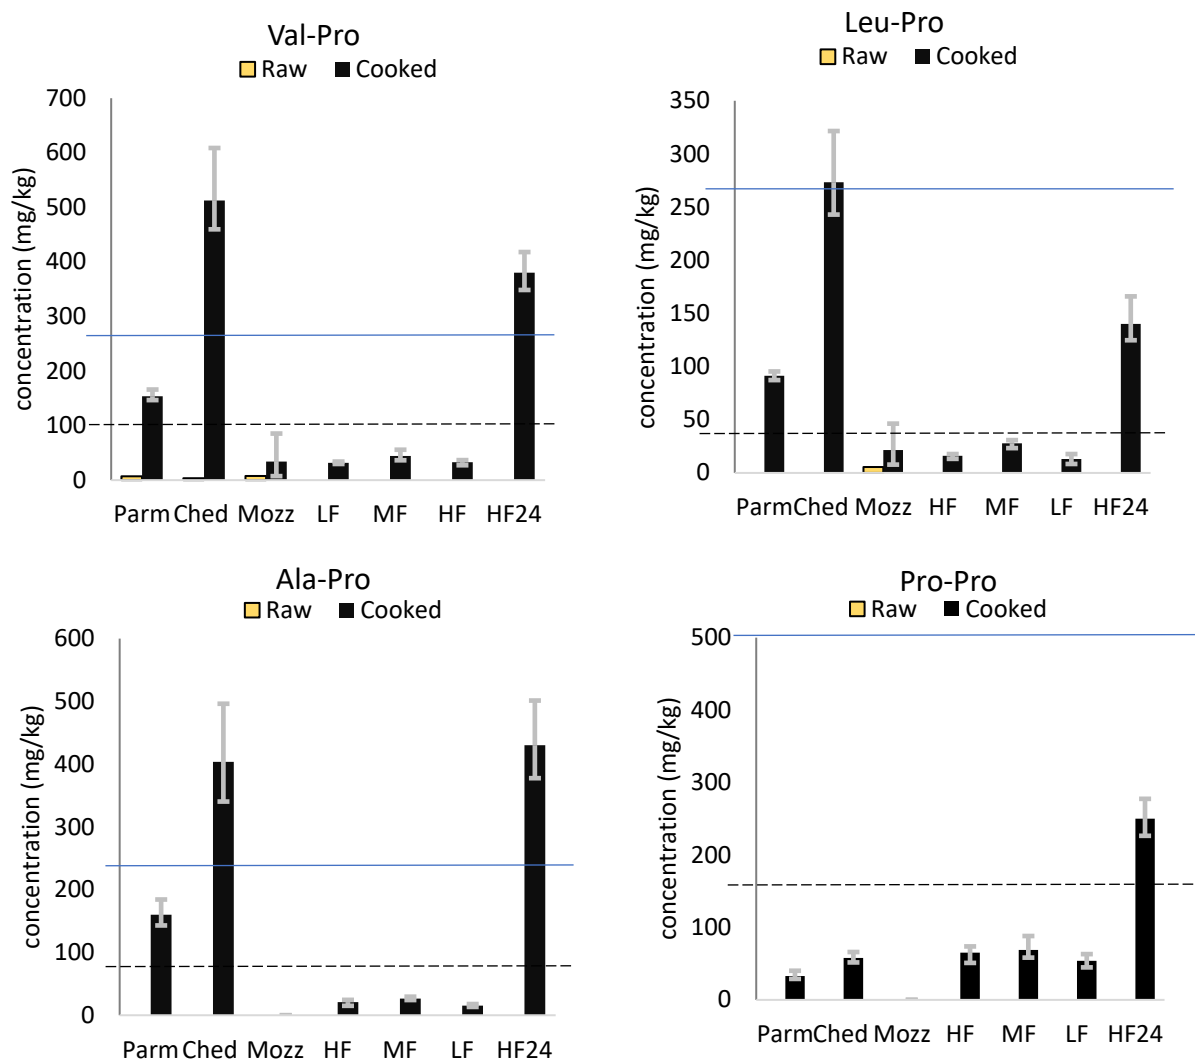 Val-Pro
Raw Cooked
concentration (mg/kg)
700
600
500
400
300
200
100
0
Parm Ched Mozz LF MF HF HF24
Leu-Pro
Raw Cooked
concentration (mg/kg)
350
300
250
200
150
100
50
0
Parm Ched Mozz HF MF LF HF24
Ala-Pro
Raw Cooked
concentration (mg/kg)
600
500
400
300
200
100
0
Parm Ched Mozz HF MF LF HF24
Pro-Pro
Raw Cooked
concentration (mg/kg)
500
400
300
200
100
0
Parm Ched Mozz HF MF LF HF24